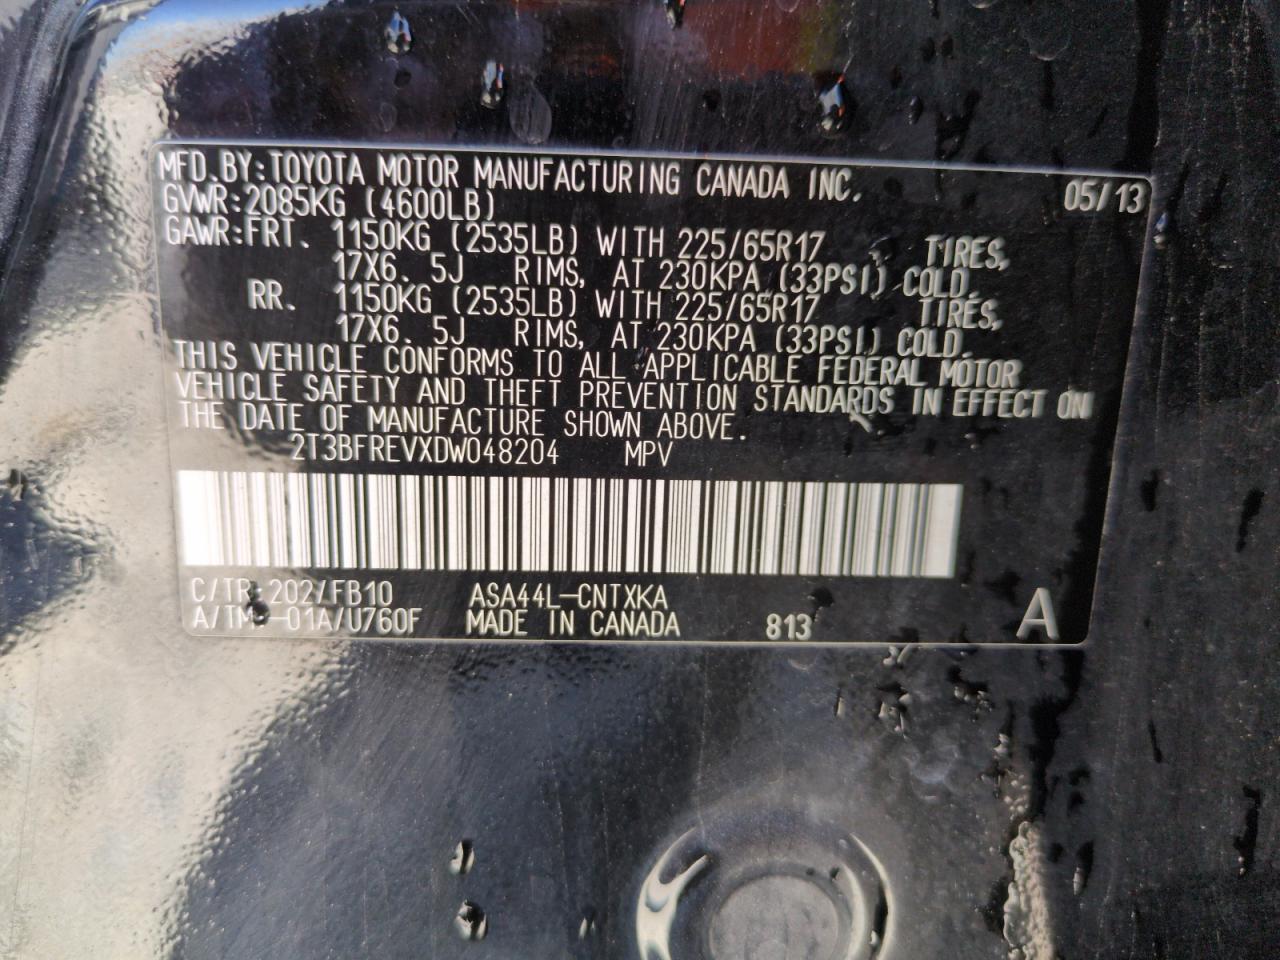 MFD.BY:TOYOTA MOTOR MANUFACTURING CANADA INC. 05/13
GVWR:2085KG (4600LB)
GAWR:FRT. 1150KG (2535LB) WITH 225/65R17 TIRES,
17X6. 5J RIMS, AT 230KPA (33PSI) COLD.
RR. 1150KG (2535LB) WITH 225/65R17 TIRES,
17X6. 5J RIMS, AT 230KPA (33PSI) COLD.
THIS VEHICLE CONFORMS TO ALL APPLICABLE FEDERAL MOTOR
VEHICLE SAFETY AND THEFT PREVENTION STANDARDS IN EFFECT ON
THE DATE OF MANUFACTURE SHOWN ABOVE.
2T3BFREVXDW048204 MPV
C/TR:202/FB10 ASA44L-CNTXKA
A/TM:-01A/U760F MADE IN CANADA 813 A